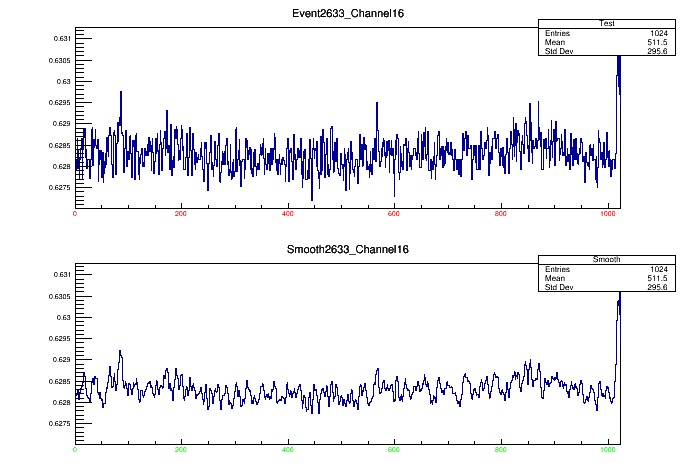 Event2633_Channel16
Test
Entries 1024
Mean 511.5
Std Dev 295.6
0.631
0.6305
0.63
0.6295
0.629
0.6285
0.628
0.6275
0 200 400 600 800 1000
Smooth2633_Channel16
Smooth
Entries 1024
Mean 511.5
Std Dev 295.6
0.631
0.6305
0.63
0.6295
0.629
0.6285
0.628
0.6275
0 200 400 600 800 1000